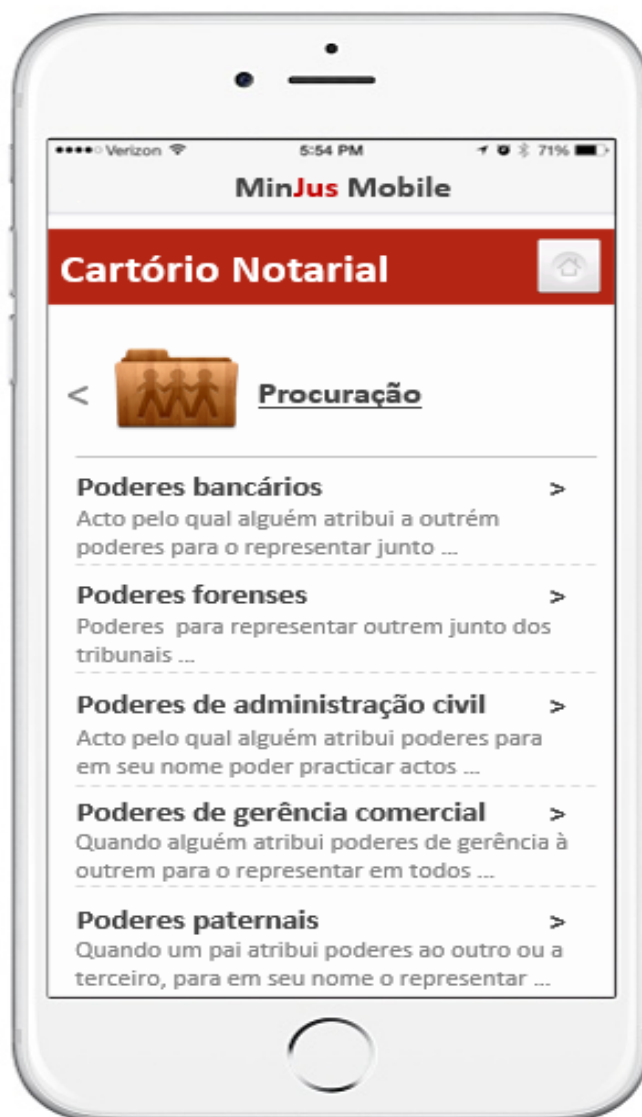 Verizon 5:54 PM 71%
MinJus Mobile
Cartório Notarial
< Procuração
Poderes bancários >
Acto pelo qual alguém atribui a outrém
poderes para o representar junto ...
Poderes forenses >
Poderes para representar outrem junto dos
tribunais ...
Poderes de administração civil >
Acto pelo qual alguém atribui poderes para
em seu nome poder practicar actos ...
Poderes de gerência comercial >
Quando alguém atribui poderes de gerência à
outrem para o representar em todos ...
Poderes paternais >
Quando um pai atribui poderes ao outro ou a
terceiro, para em seu nome o representar ...